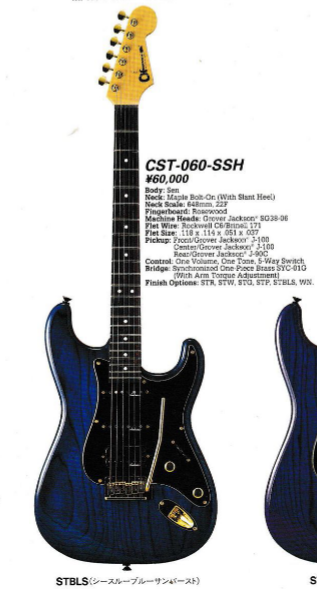 CST-060-SSH
¥60,000
Body: Sen
Neck: Maple Bolt-On (With Slant Heel)
Neck Scale: 648mm, 22F
Fingerboard: Rosewood
Machine Heads: Grover Jackson® SG38-06
Flet Wire: Rockwell C6/Brinell 171
Flet Size: .118 x .114 x .051 x .027
Pickup: Front/Grover Jackson® J-100
Center/Grover Jackson® J-100
Rear/Grover Jackson® J-90C
Control: One Volume, One Tone, 5-Way Switch
Bridge: Synchronized One-Piece Brass SYC-01G
(With Arm Torque Adjustment)
Finish Options: STR, STW, STG, STP, STBLS, WN.
STBLS(シースルーブルーサンバースト)
S